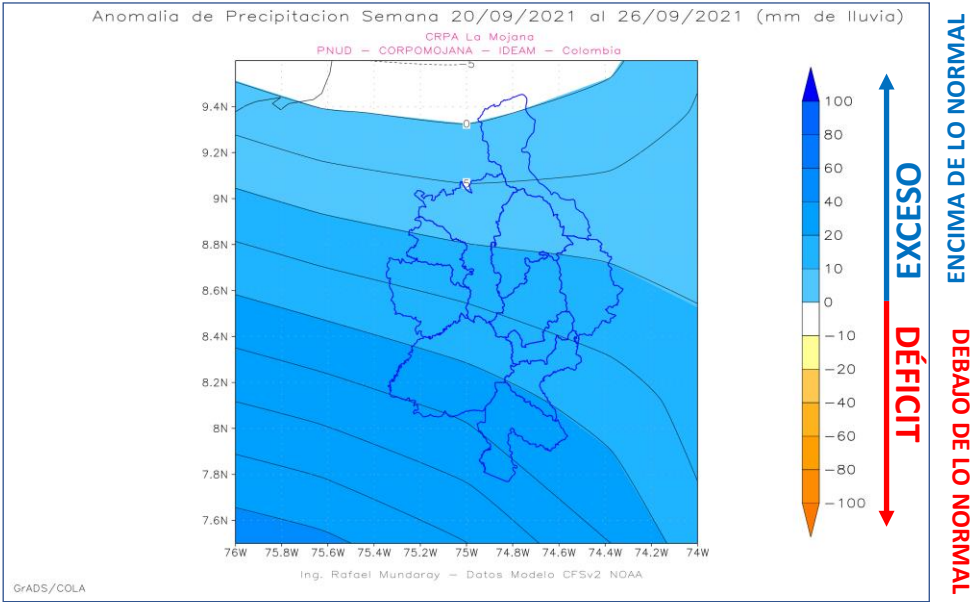 Anomalia de Precipitacion Semana 20/09/2021 al 26/09/2021 (mm de lluvia)
CRPA La Mojana
PNUD – CORPOMOJANA – IDEAM – Colombia
-5
0
5
9.4N
9.2N
9N
8.8N
8.6N
8.4N
8.2N
8N
7.8N
7.6N
76W 75.8W 75.6W 75.4W 75.2W 75W 74.8W 74.6W 74.4W 74.2W 74W
100
80
60
40
20
10
0
-10
-20
-40
-60
-80
-100
EXCESO
DÉFICIT
ENCIMA DE LO NORMAL
DEBAJO DE LO NORMAL
Ing. Rafael Mundaray – Datos Modelo CFSv2 NOAA
GrADS/COLA